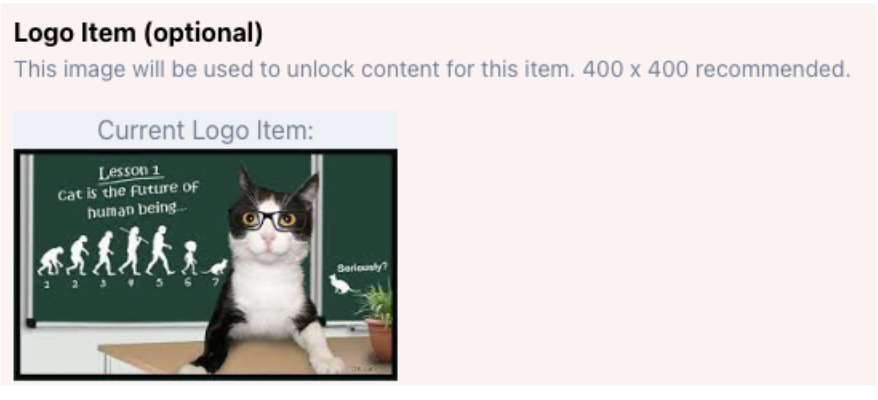 Logo Item (optional)
This image will be used to unlock content for this item. 400 x 400 recommended.
Current Logo Item:
Lesson 1
Cat is the future of
human being...
1 2 3 4 5 6 7
Seriously?